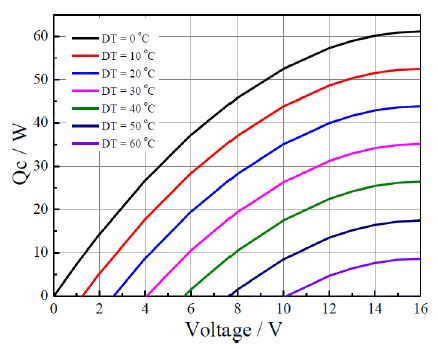 60
50
40
30
20
10
0
Qc / W
DT = 0 °C
DT = 10 °C
DT = 20 °C
DT = 30 °C
DT = 40 °C
DT = 50 °C
DT = 60 °C
0 2 4 6 8 10 12 14 16
Voltage / V